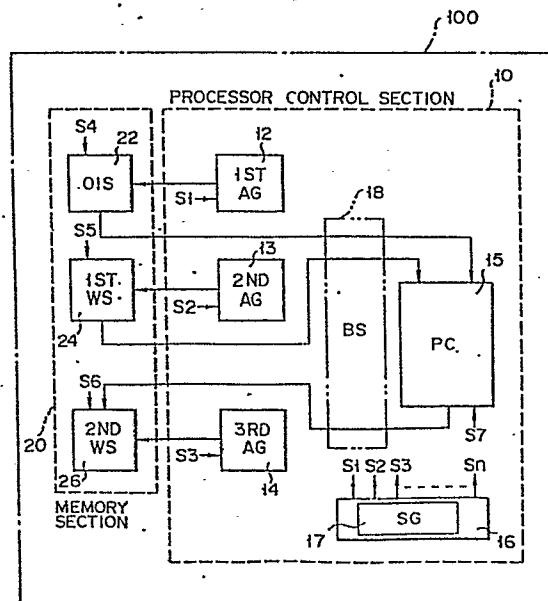 100
PROCESSOR CONTROL SECTION
10
S4
22
12
OIS
1ST
AG
S1
18
S5
13
15
1ST
WS
2ND
AG
S2
24
BS
PC
S6
2ND
WS
3RD
AG
S3
S7
20
26
14
S1 S2 S3 Sn
MEMORY
SECTION
17
SG
16